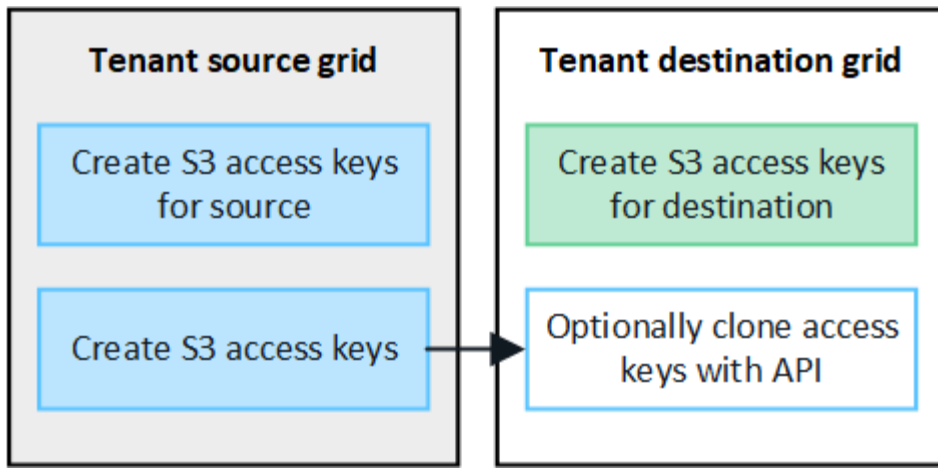 Tenant source grid
Create S3 access keys
for source
Create S3 access keys
Tenant destination grid
Create S3 access keys
for destination
Optionally clone access
keys with API